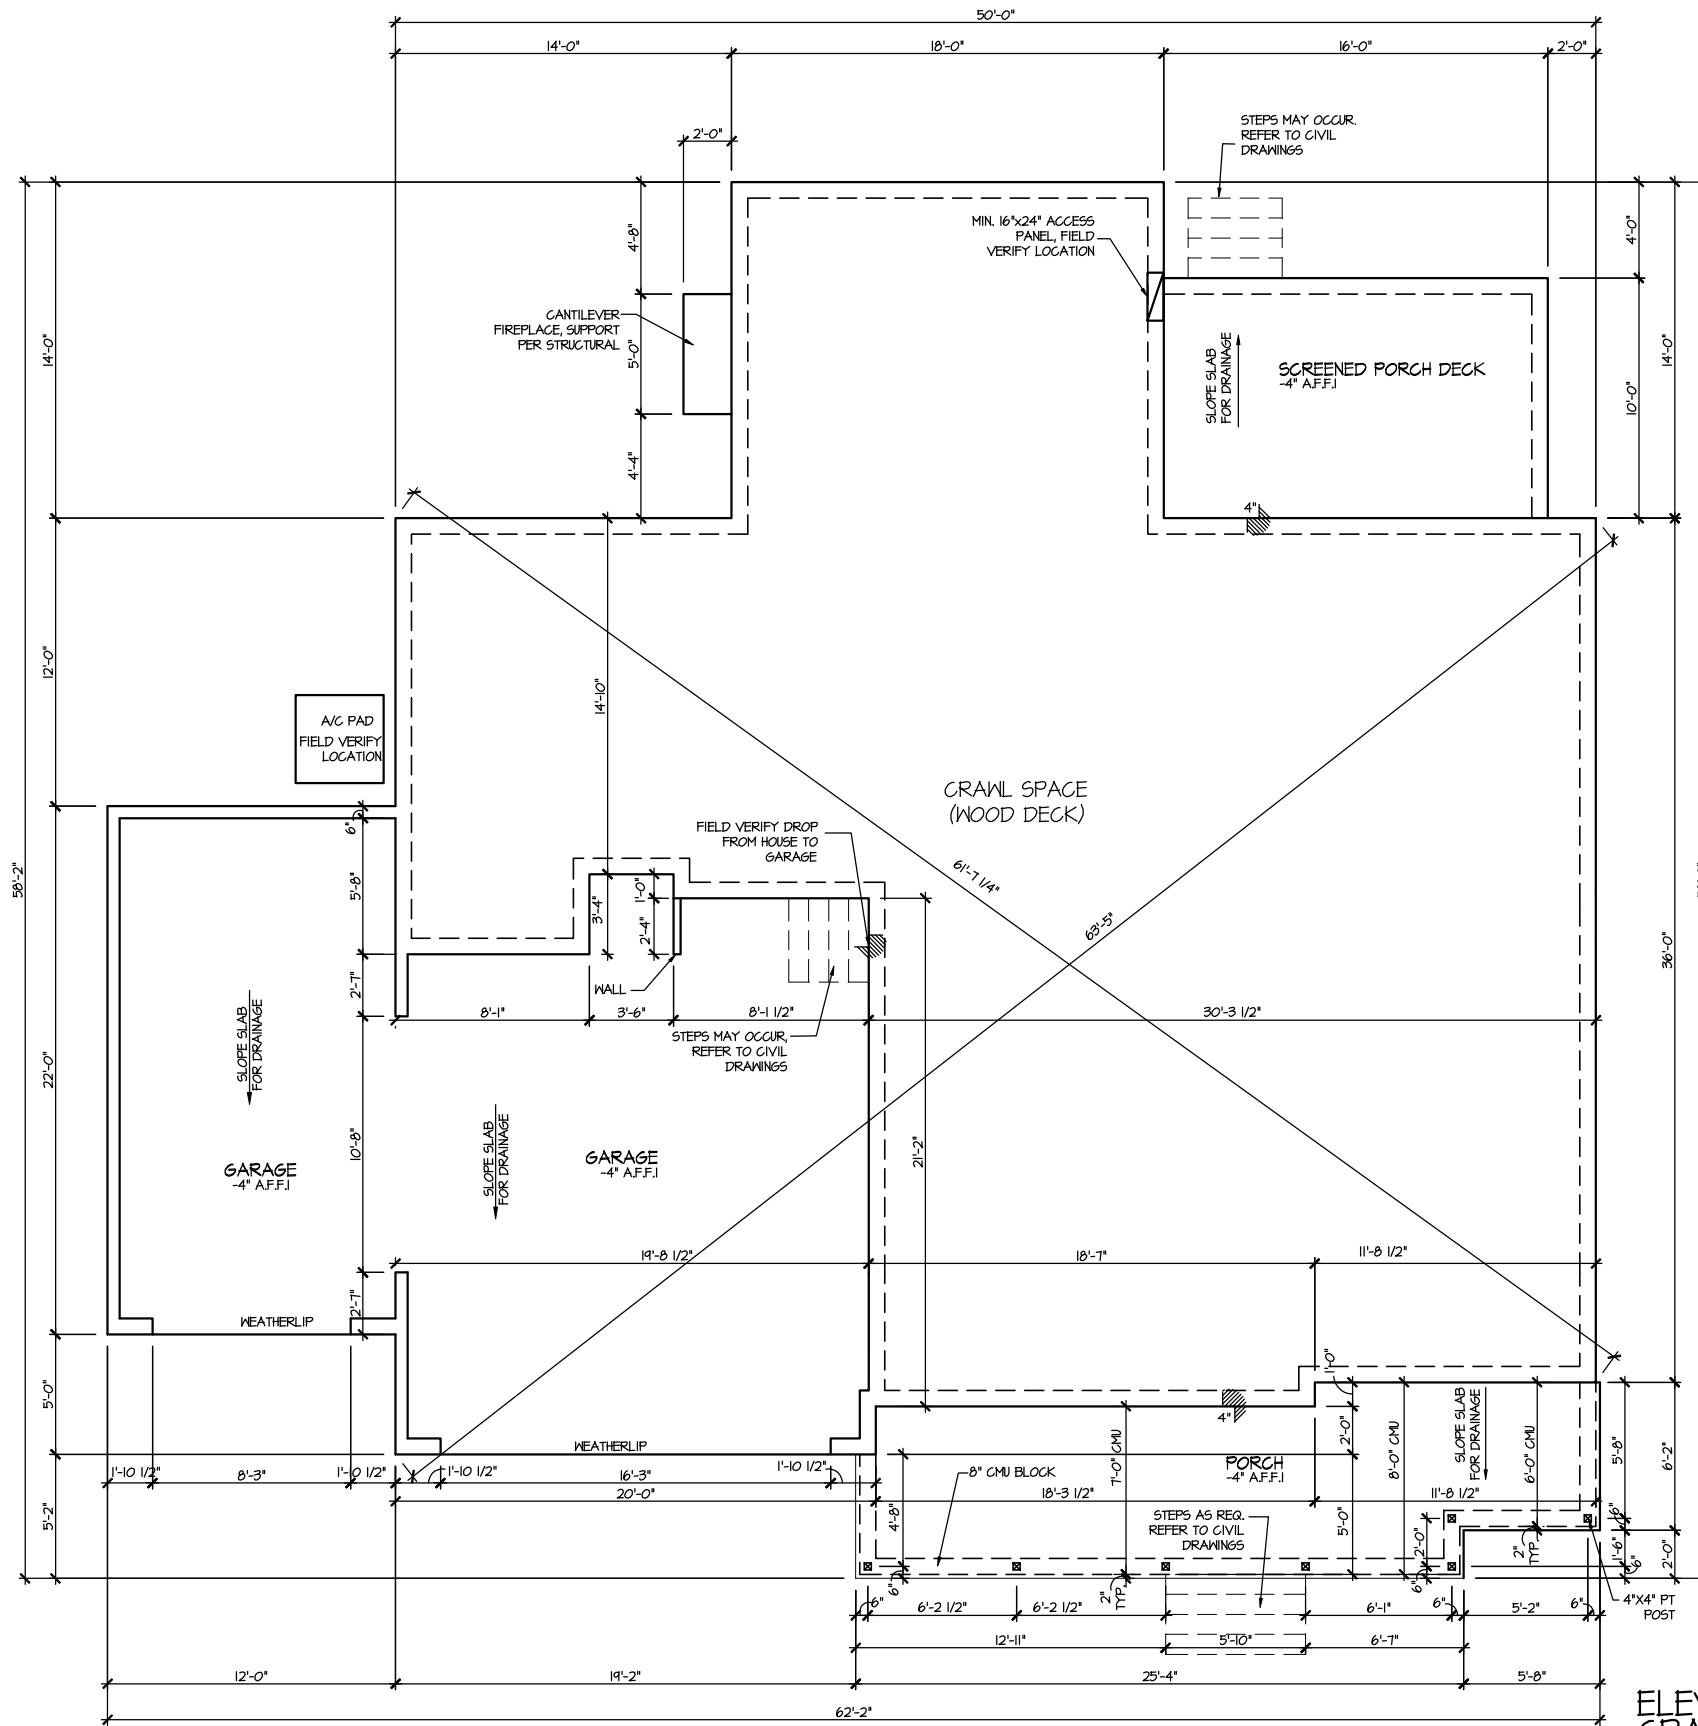 50'-0"
14'-0"
18'-0"
16'-0"
2'-0"
STEPS MAY OCCUR.
REFER TO CIVIL
DRAWINGS
2'-0"
MIN. 16"x24" ACCESS
PANEL, FIELD
VERIFY LOCATION
4'-8"
4'-0"
CANTILEVER
FIREPLACE, SUPPORT
PER STRUCTURAL
5'-0"
14'-0"
SLOPE SLAB
FOR DRAINAGE
SCREENED PORCH DECK
-4" A.F.F.1
14'-0"
10'-0"
4'-4"
4"
12'-0"
14'-10"
A/C PAD
FIELD VERIFY
LOCATION
CRAWL SPACE
(WOOD DECK)
6"
FIELD VERIFY DROP
FROM HOUSE TO
GARAGE
58'-2"
5'-8"
61'-7 1/4"
63'-5"
1'-0"
3'-4"
2'-4"
36'-0"
2'-7"
WALL
8'-1"
3'-6"
8'-1 1/2"
30'-3 1/2"
SLOPE SLAB
FOR DRAINAGE
STEPS MAY OCCUR,
REFER TO CIVIL
DRAWINGS
22'-0"
10'-8"
SLOPE SLAB
FOR DRAINAGE
21'-2"
GARAGE
-4" A.F.F.1
GARAGE
-4" A.F.F.1
19'-8 1/2"
18'-7"
11'-8 1/2"
2'-7"
WEATHERLIP
1'-0"
5'-0"
4"
WEATHERLIP
2'-0"
7'-0" CMU
8'-0" CMU
SLOPE SLAB
FOR DRAINAGE
6'-0" CMU
5'-8"
6'-2"
PORCH
-4" A.F.F.1
1'-10 1/2"
8'-3"
1'-10 1/2"
1'-10 1/2"
16'-3"
1'-10 1/2"
8" CMU BLOCK
20'-0"
18'-3 1/2"
11'-8 1/2"
5'-2"
4'-8"
STEPS AS REQ.
REFER TO CIVIL
DRAWINGS
5'-0"
2'-0"
2"
TYP.
6"
1'-6"
2'-0"
6"
6"
2"
TYP.
6"
6"
6'-2 1/2"
6'-2 1/2"
6'-1"
6"
5'-2"
6"
4"X4" PT
POST
12'-11"
5'-10"
6'-7"
12'-0"
19'-2"
25'-4"
5'-8"
62'-2"